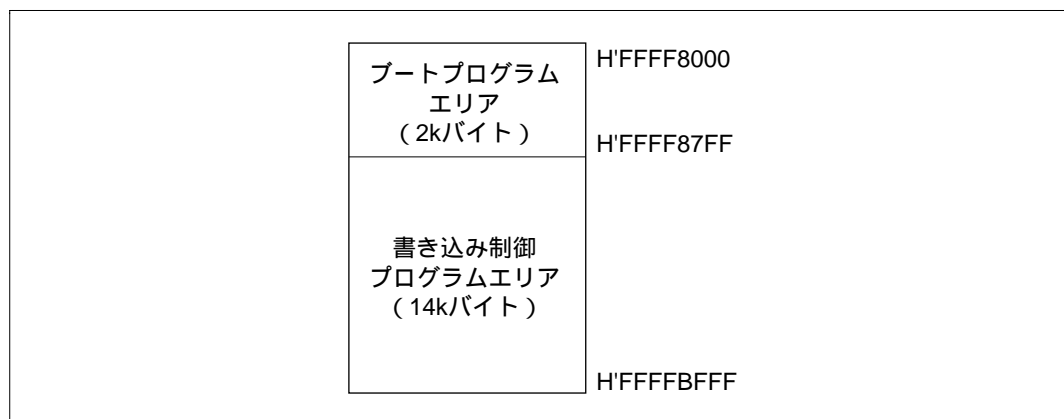 ブートプログラム
エリア
（2kバイト）
H'FFFF8000
H'FFFF87FF
書き込み制御
プログラムエリア
（14kバイト）
H'FFFFBFFF